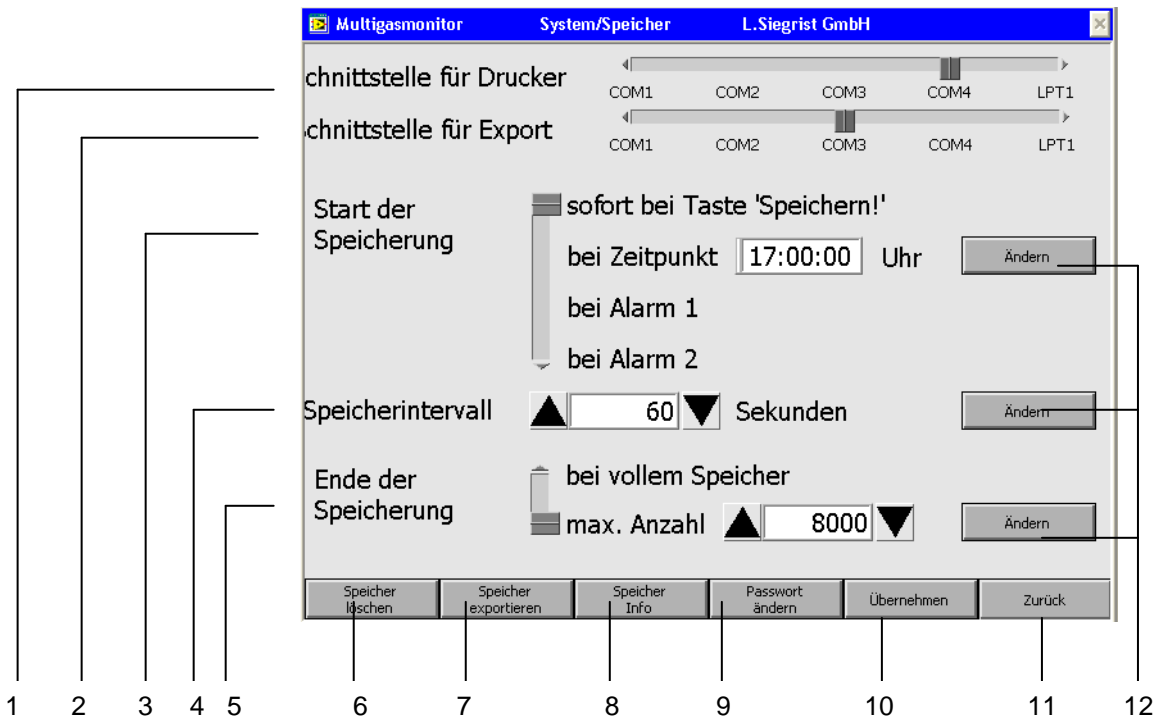 Multigasmonitor System/Speicher L.Siegrist GmbH
chnittstelle für Drucker
COM1 COM2 COM3 COM4 LPT1
chnittstelle für Export
COM1 COM2 COM3 COM4 LPT1
Start der
Speicherung
sofort bei Taste 'Speichern!'
bei Zeitpunkt 17:00:00 Uhr Ändern
bei Alarm 1
bei Alarm 2
Speicherintervall 60 Sekunden Ändern
Ende der
Speicherung
bei vollem Speicher
max. Anzahl 8000 Ändern
Speicher
löschen
Speicher
exportieren
Speicher
Info
Passwort
ändern
Übernehmen
Zurück
1 2 3 4 5 6 7 8 9 10 11 12